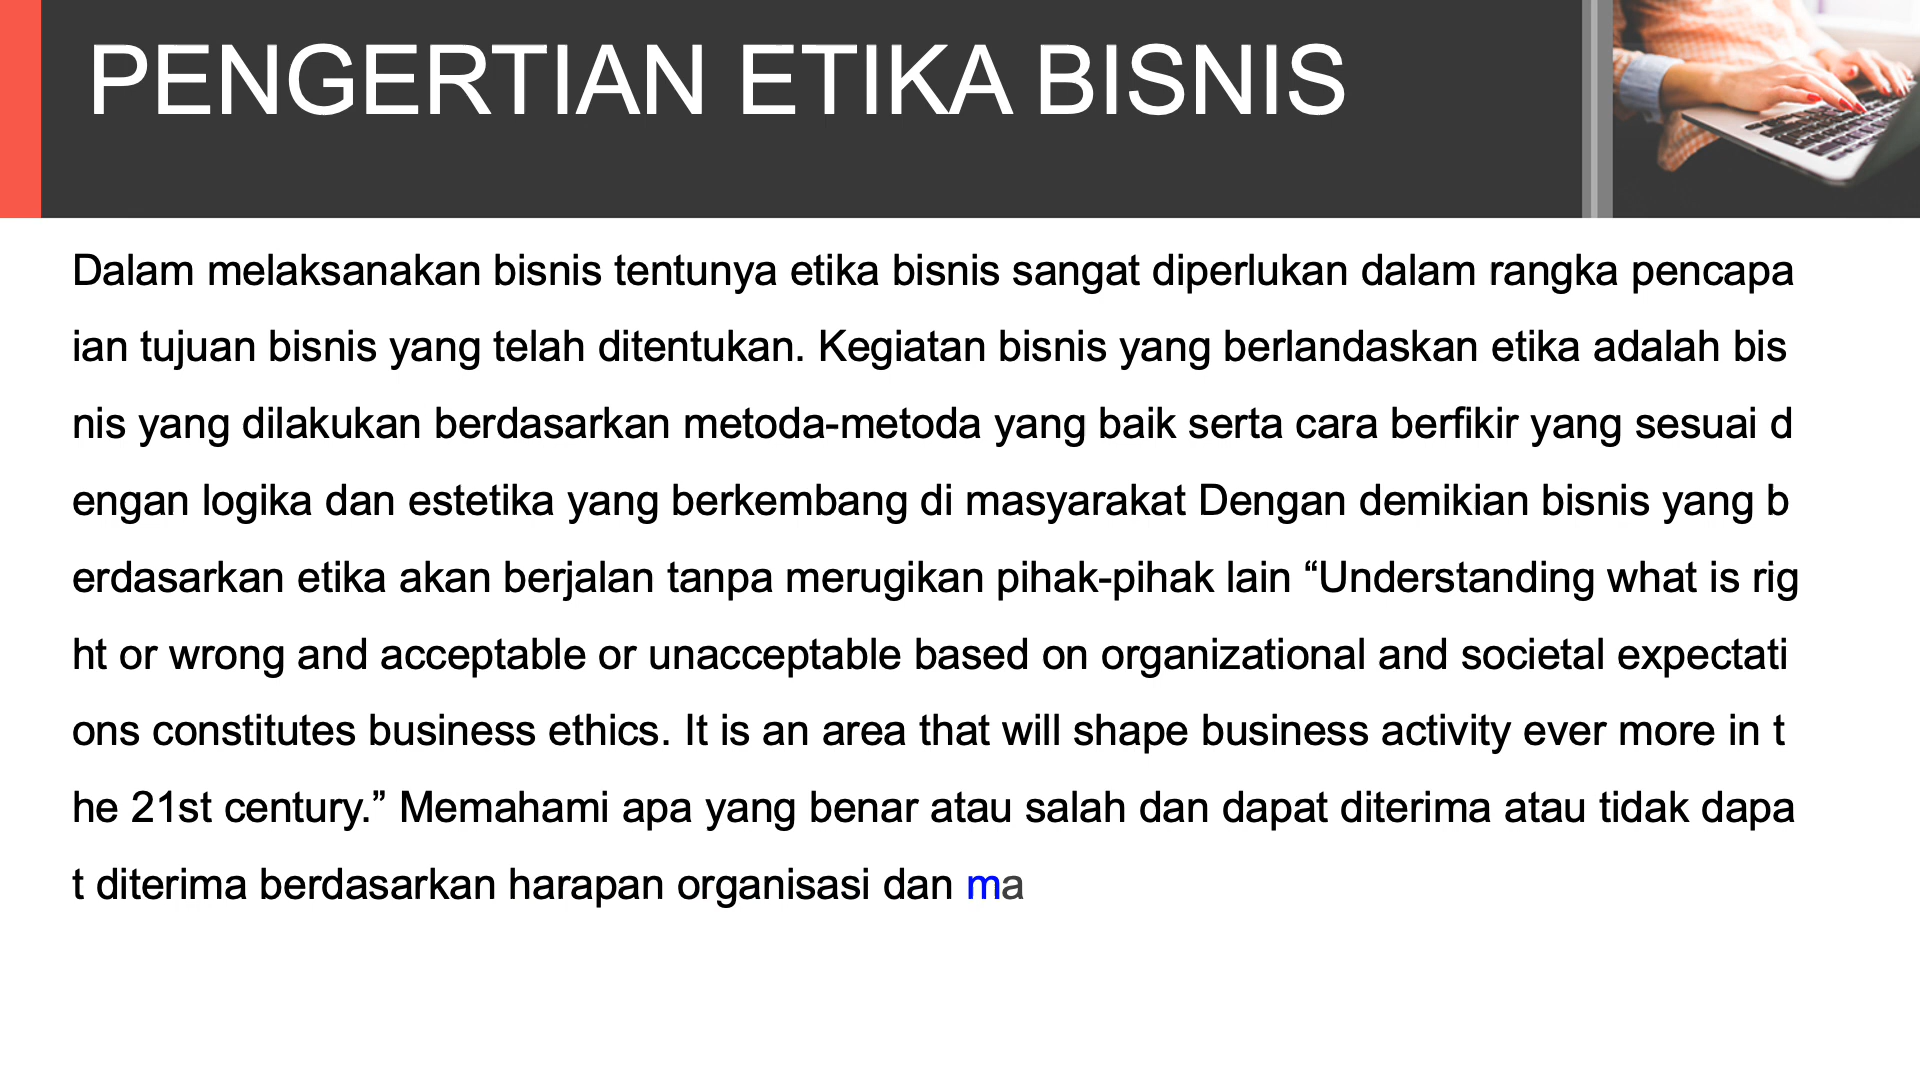 PENGERTIAN ETIKA BISNIS
Dalam melaksanakan bisnis tentunya etika bisnis sangat diperlukan dalam rangka pencapa
ian tujuan bisnis yang telah ditentukan. Kegiatan bisnis yang berlandaskan etika adalah bis
nis yang dilakukan berdasarkan metoda-metoda yang baik serta cara berfikir yang sesuai d
engan logika dan estetika yang berkembang di masyarakat Dengan demikian bisnis yang b
erdasarkan etika akan berjalan tanpa merugikan pihak-pihak lain “Understanding what is rig
ht or wrong and acceptable or unacceptable based on organizational and societal expectati
ons constitutes business ethics. It is an area that will shape business activity ever more in t
he 21st century.” Memahami apa yang benar atau salah dan dapat diterima atau tidak dapa
t diterima berdasarkan harapan organisasi dan ma